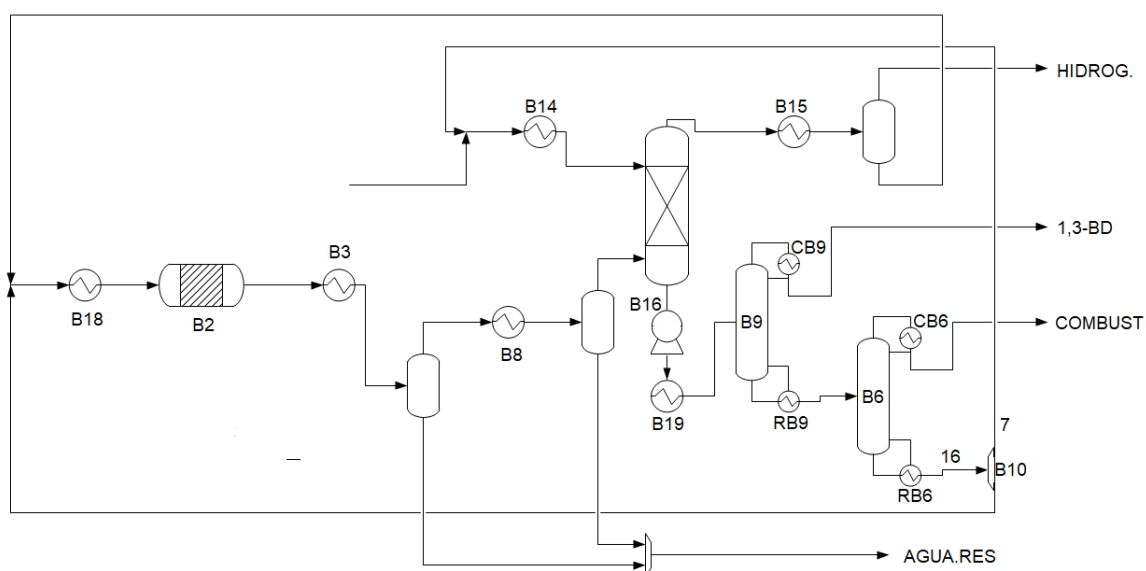 HIDROG.
B14
B15
1,3-BD
B3
CB9
B18
B2
B16
B9
CB6
COMBUST
B8
B6
B19
RB9
7
16
B10
RB6
AGUA.RES